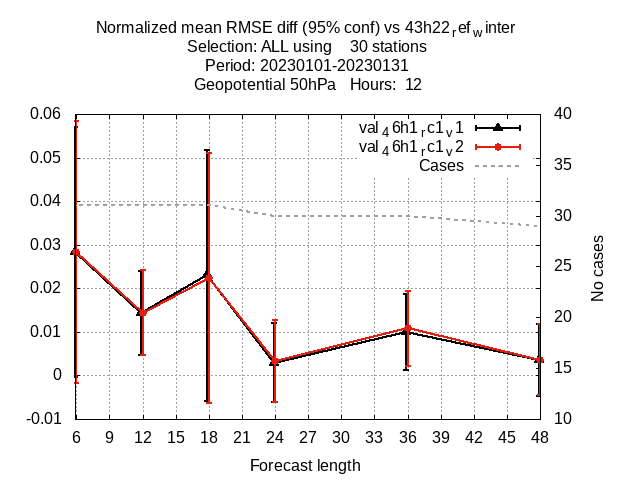 Normalized mean RMSE diff (95% conf) vs 43h22refwinter
Selection: ALL using 30 stations
Period: 20230101-20230131
Geopotential 50hPa Hours: 12
0.06
0.05
0.04
0.03
0.02
0.01
0
-0.01
40
35
30
25
20
15
10
val46h1rc1v1
val46h1rc1v2
Cases
No cases
6 9 12 15 18 21 24 27 30 33 36 39 42 45 48
Forecast length